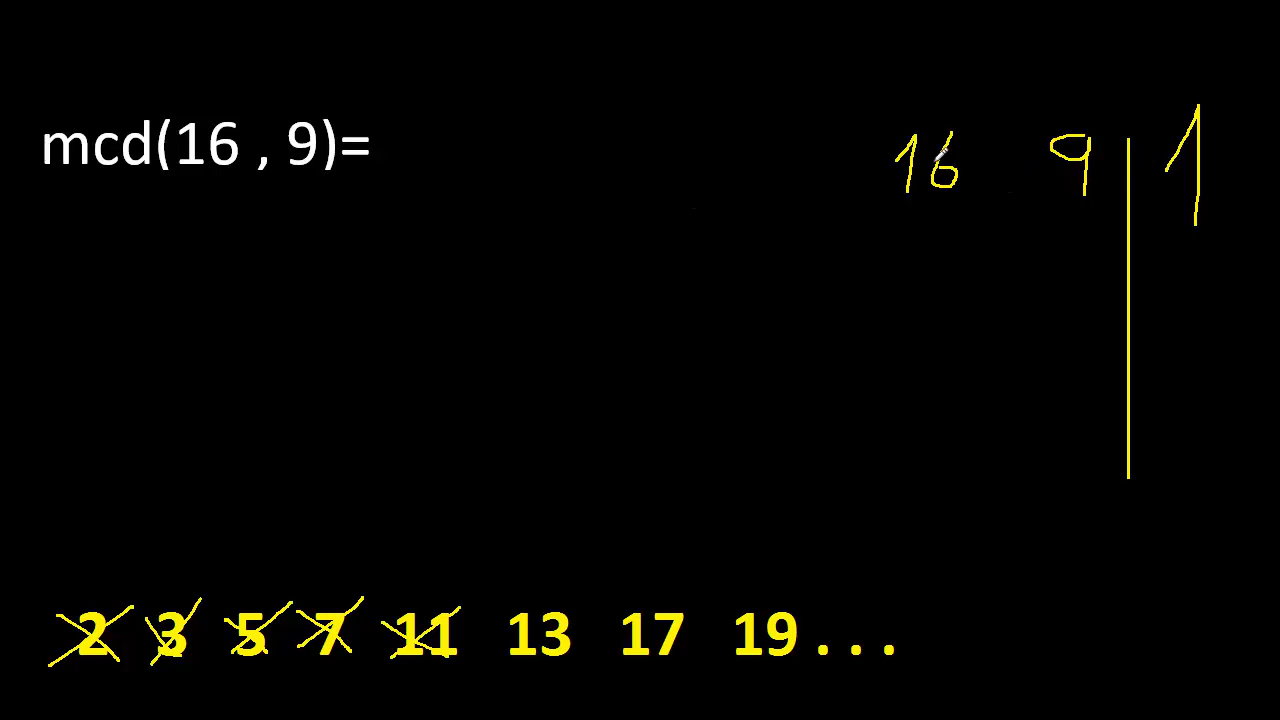 mcd(16 , 9)=
16 9 1
2 3 5 7 11 13 17 19 . . .